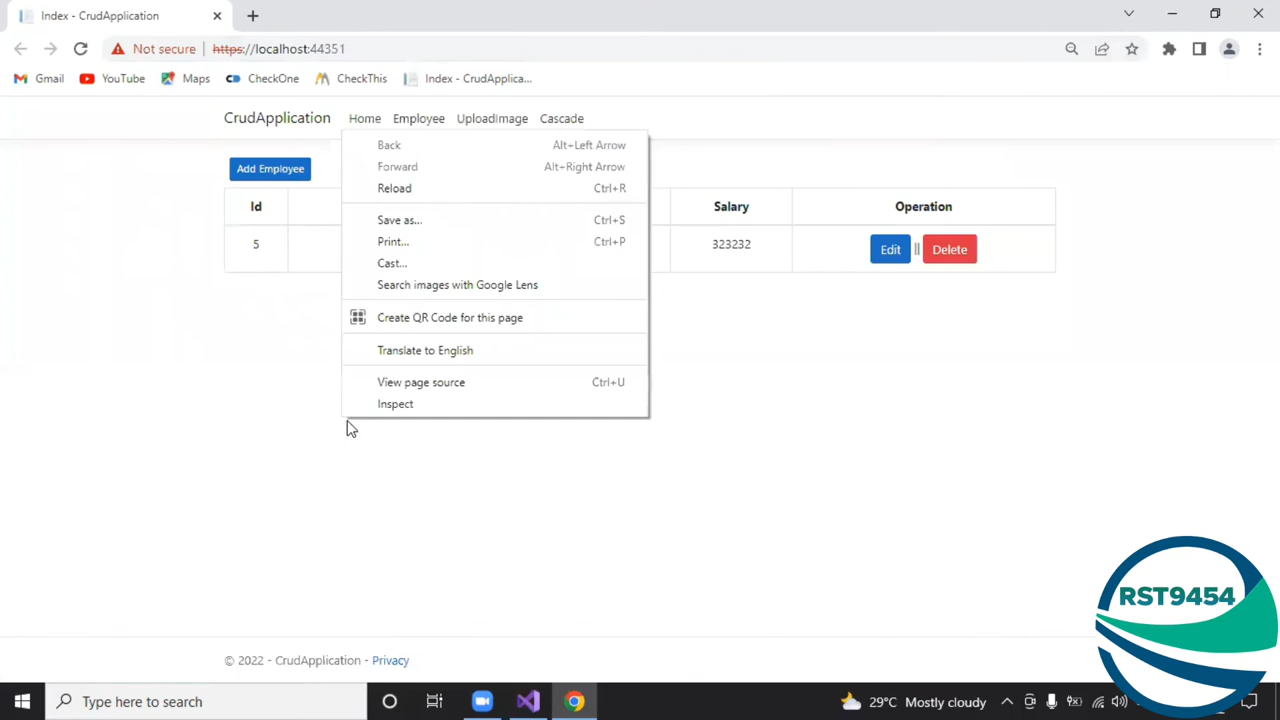 Index - CrudApplication
Not secure https://localhost:44351
Gmail YouTube Maps CheckOne CheckThis Index - CrudApplica...
CrudApplication Home Employee UploadImage Cascade
Add Employee
Id Salary Operation
5 323232 Edit || Delete
Back Alt+Left Arrow
Forward Alt+Right Arrow
Reload Ctrl+R
Save as... Ctrl+S
Print... Ctrl+P
Cast...
Search images with Google Lens
Create QR Code for this page
Translate to English
View page source Ctrl+U
Inspect
RST9454
© 2022 - CrudApplication - Privacy
Type here to search
29°C Mostly cloudy